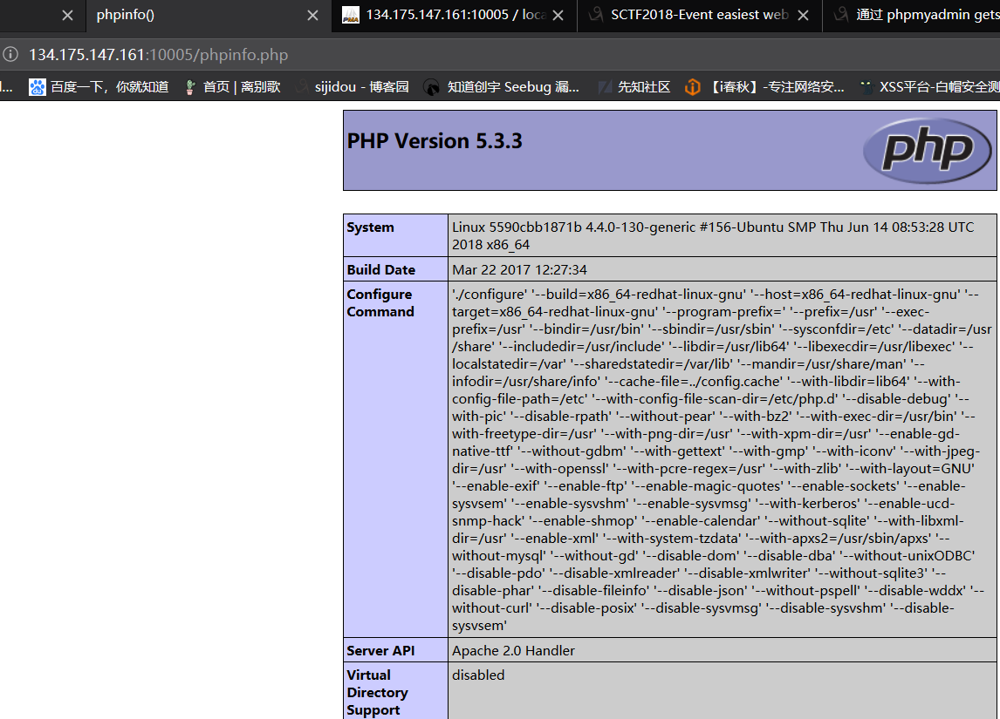 phpinfo()
134.175.147.161:10005 / loca
SCTF2018-Event easiest web
通过 phpmyadmin gets
134.175.147.161:10005/phpinfo.php
百度一下，你就知道
首页 | 离别歌
sijidou - 博客园
知道创宇 Seebug 漏...
先知社区
【i春秋】-专注网络安...
XSS平台-白帽安全测
PHP Version 5.3.3
php
System
Linux 5590cbb1871b 4.4.0-130-generic #156-Ubuntu SMP Thu Jun 14 08:53:28 UTC
2018 x86_64
Build Date
Mar 22 2017 12:27:34
Configure
Command
'./configure' '--build=x86_64-redhat-linux-gnu' '--host=x86_64-redhat-linux-gnu' '--
target=x86_64-redhat-linux-gnu' '--program-prefix=' '--prefix=/usr' '--exec-
prefix=/usr' '--bindir=/usr/bin' '--sbindir=/usr/sbin' '--sysconfdir=/etc' '--datadir=/usr
/share' '--includedir=/usr/include' '--libdir=/usr/lib64' '--libexecdir=/usr/libexec' '--
localstatedir=/var' '--sharedstatedir=/var/lib' '--mandir=/usr/share/man' '--
infodir=/usr/share/info' '--cache-file=../config.cache' '--with-libdir=lib64' '--with-
config-file-path=/etc' '--with-config-file-scan-dir=/etc/php.d' '--disable-debug' '--
with-pic' '--disable-rpath' '--without-pear' '--with-bz2' '--with-exec-dir=/usr/bin' '--
with-freetype-dir=/usr' '--with-png-dir=/usr' '--with-xpm-dir=/usr' '--enable-gd-
native-ttf' '--without-gdbm' '--with-gettext' '--with-gmp' '--with-iconv' '--with-jpeg-
dir=/usr' '--with-openssl' '--with-pcre-regex=/usr' '--with-zlib' '--with-layout=GNU'
'--enable-exif' '--enable-ftp' '--enable-magic-quotes' '--enable-sockets' '--enable-
sysvsem' '--enable-sysvshm' '--enable-sysvmsg' '--with-kerberos' '--enable-ucd-
snmp-hack' '--enable-shmop' '--enable-calendar' '--without-sqlite' '--with-libxml-
dir=/usr' '--enable-xml' '--with-system-tzdata' '--with-apxs2=/usr/sbin/apxs' '--
without-mysql' '--without-gd' '--disable-dom' '--disable-dba' '--without-unixODBC'
'--disable-pdo' '--disable-xmlreader' '--disable-xmlwriter' '--without-sqlite3' '--
disable-phar' '--disable-fileinfo' '--disable-json' '--without-pspell' '--disable-wddx' '--
without-curl' '--disable-posix' '--disable-sysvmsg' '--disable-sysvshm' '--disable-
sysvsem'
Server API
Apache 2.0 Handler
Virtual
Directory
Support
disabled